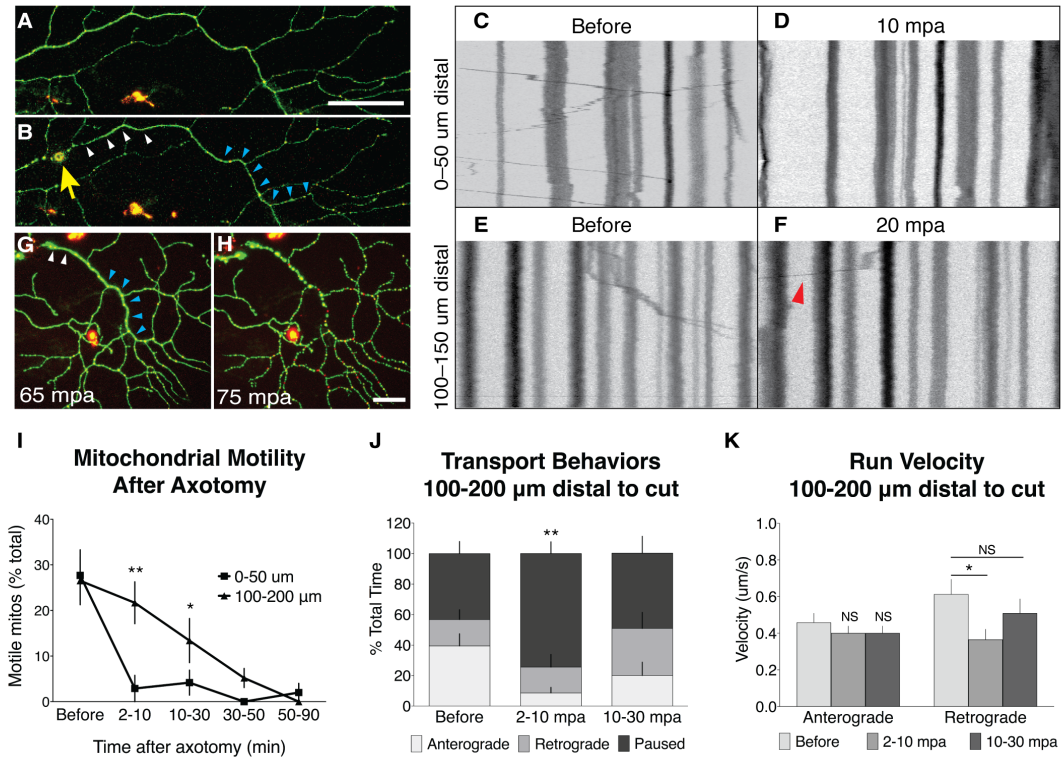 A
B
G
65 mpa
H
75 mpa
C
Before
D
10 mpa
0–50 um distal
E
Before
F
20 mpa
100–150 um distal
I
Mitochondrial Motility
After Axotomy
Motile mitos (% total)
40
30
20
10
0
**
*
0-50 um
100-200 µm
Before
2-10
10-30
30-50
50-90
Time after axotomy (min)
J
Transport Behaviors
100-200 µm distal to cut
% Total Time
120
100
80
60
40
20
0
**
Before
2-10 mpa
10-30 mpa
Anterograde
Retrograde
Paused
K
Run Velocity
100-200 µm distal to cut
Velocity (um/s)
1.0
0.8
0.6
0.4
0.2
0.0
NS
NS
NS
*
Anterograde
Retrograde
Before
2-10 mpa
10-30 mpa